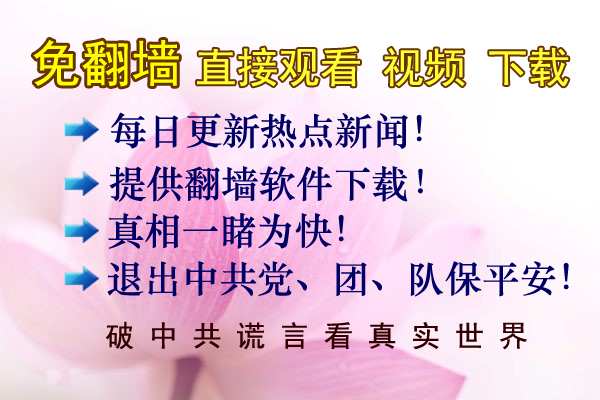 免翻墙 直接观看 视频 下载
每日更新热点新闻！
提供翻墙软件下载！
真相一睹为快！
退出中共党、团、队保平安！
破中共谎言看真实世界